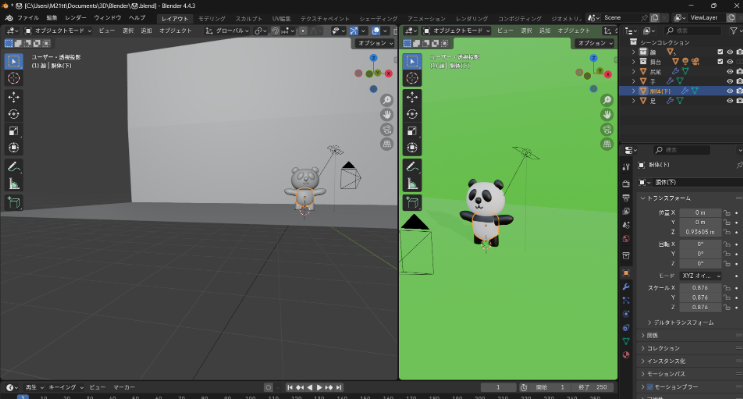 * [C:\Users\M21tt\Documents\3D\Blender\.blend] - Blender 4.4.3
ファイル 編集 レンダー ウィンドウ ヘルプ レイアウト モデリング スカルプト UV編集 テクスチャペイント シェーディング アニメーション レンダリング コンポジティング ジオメトリ.. Scene ViewLayer
オブジェクトモード ビュー 選択 追加 オブジェクト グローバル
オプション
ユーザー・透視投影
(1) 顔 | 胴体(下)
オブジェクトモード ビュー 選択 追加 オブジェクト
オプション
ユーザー・透視投影
(1) 顔 | 胴体(下)
検索
シーンコレクション
顔
舞台
尻尾
手
胴体(下)
足
検索
胴体(下)
胴体(下)
トランスフォーム
位置 X 0 m
Y 0 m
Z 0.93605 m
回転 X 0°
Y 0°
Z 0°
モード XYZ オイ...
スケール X 0.876
Y 0.876
Z 0.876
デルタトランスフォーム
関係
コレクション
インスタンス化
モーションパス
モーションブラー
再生 キーイング ビュー マーカー
1 開始 1 終了 250